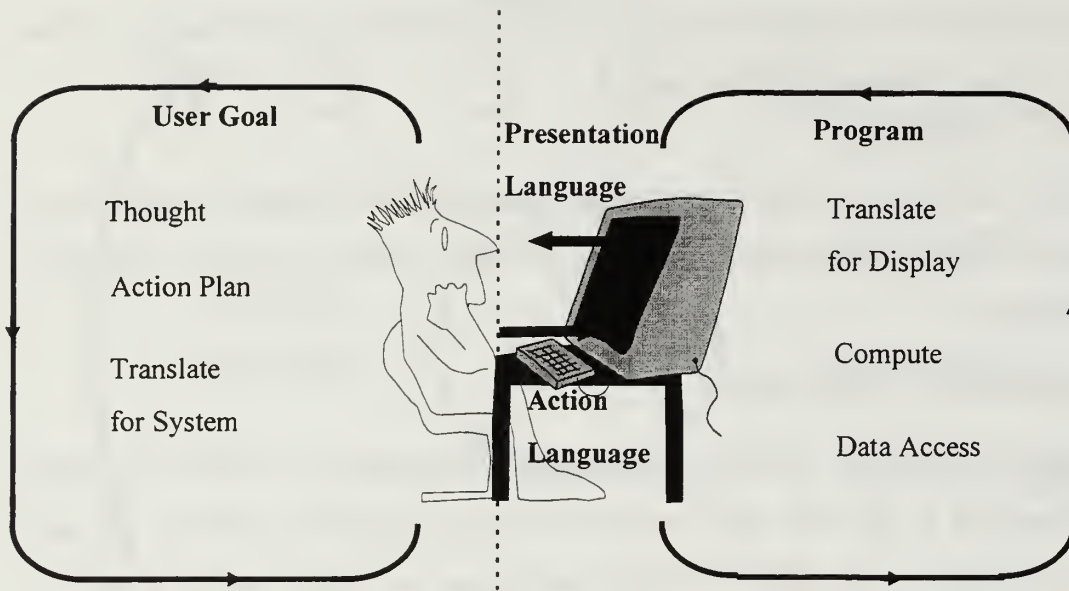 User Goal
Thought
Action Plan
Translate
for System
Presentation
Language
Action
Language
Program
Translate
for Display
Compute
Data Access